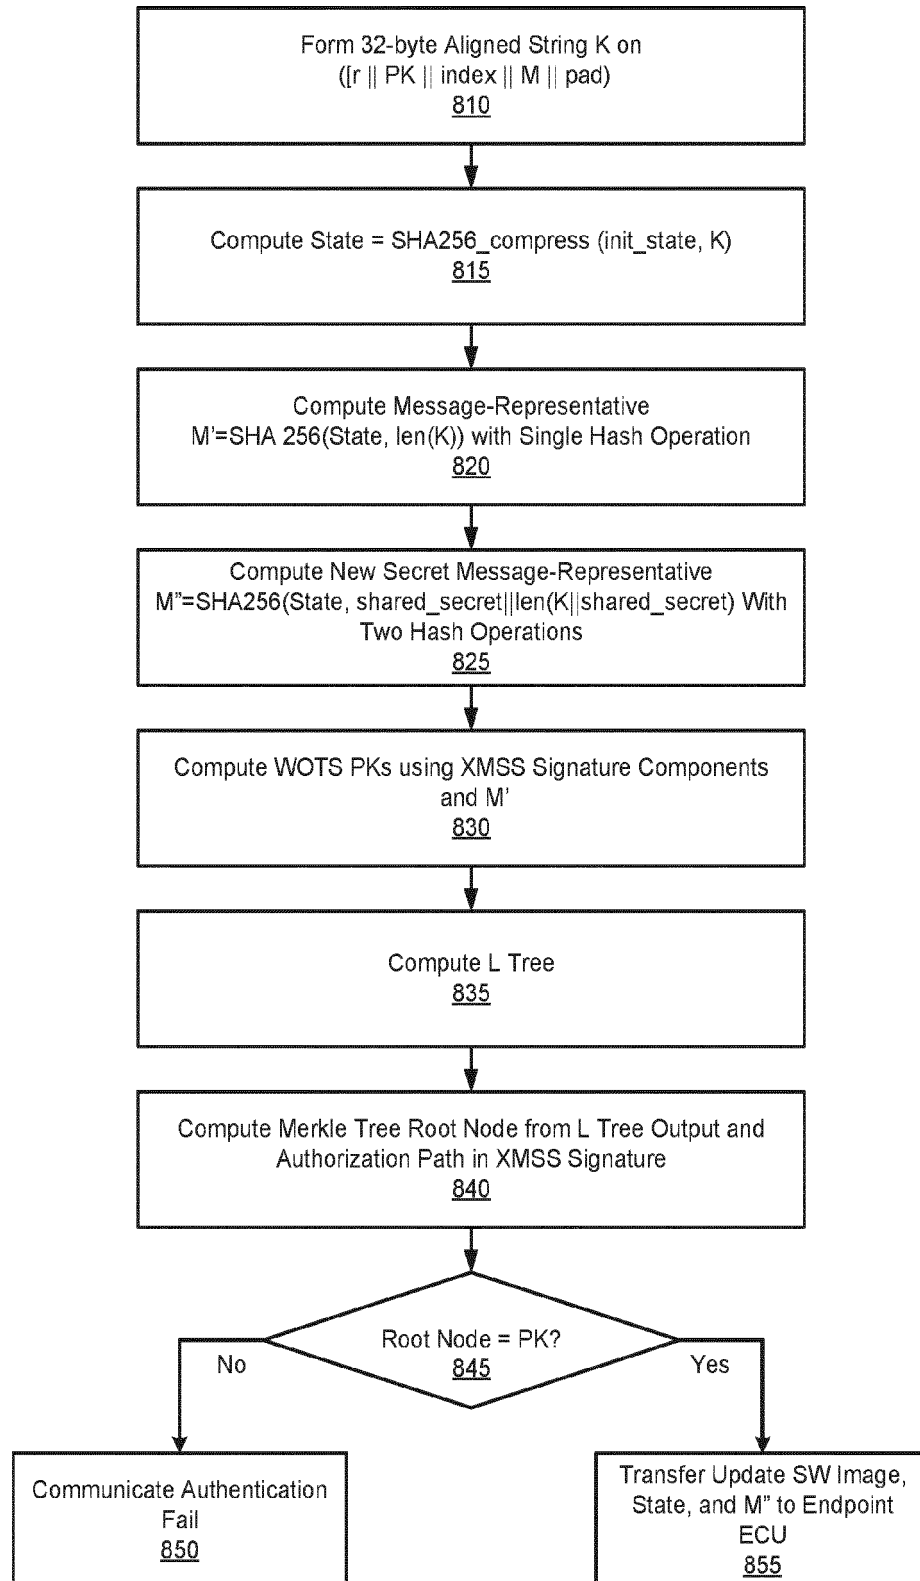 Form 32-byte Aligned String K on
([r || PK || index || M || pad)
810
Compute State = SHA256_compress (init_state, K)
815
Compute Message-Representative
M'=SHA 256(State, len(K)) with Single Hash Operation
820
Compute New Secret Message-Representative
M"=SHA256(State, shared_secret||len(K||shared_secret) With
Two Hash Operations
825
Compute WOTS PKs using XMSS Signature Components
and M'
830
Compute L Tree
835
Compute Merkle Tree Root Node from L Tree Output and
Authorization Path in XMSS Signature
840
Root Node = PK?
845
No
Yes
Communicate Authentication
Fail
850
Transfer Update SW Image,
State, and M" to Endpoint
ECU
855